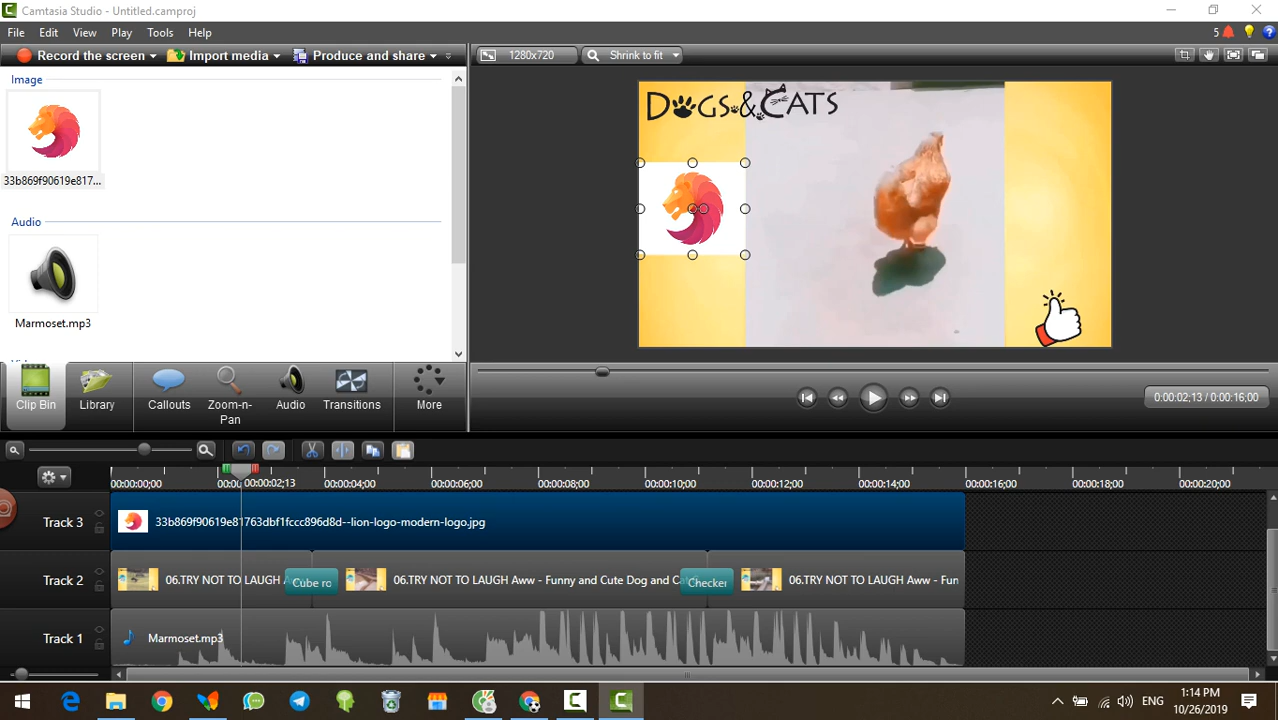 Camtasia Studio - Untitled.camproj
File Edit View Play Tools Help
5
Record the screen Import media Produce and share
1280x720 Shrink to fit
Image
33b869f90619e817...
Audio
Marmoset.mp3
DOGS & CATS
Clip Bin Library Callouts Zoom-n-Pan Audio Transitions More
0:00:02;13 / 0:00:16;00
00:00:00;00 00:00:02;13 00:00:04;00 00:00:06;00 00:00:08;00 00:00:10;00 00:00:12;00 00:00:14;00 00:00:16;00 00:00:18;00 00:00:20;00
Track 3 33b869f90619e81763dbf1fccc896d8d--lion-logo-modern-logo.jpg
Track 2 06.TRY NOT TO LAUGH A Cube ro 06.TRY NOT TO LAUGH Aww - Funny and Cute Dog and Ca Checker 06.TRY NOT TO LAUGH Aww - Fun
Track 1 Marmoset.mp3
ENG 1:14 PM
10/26/2019